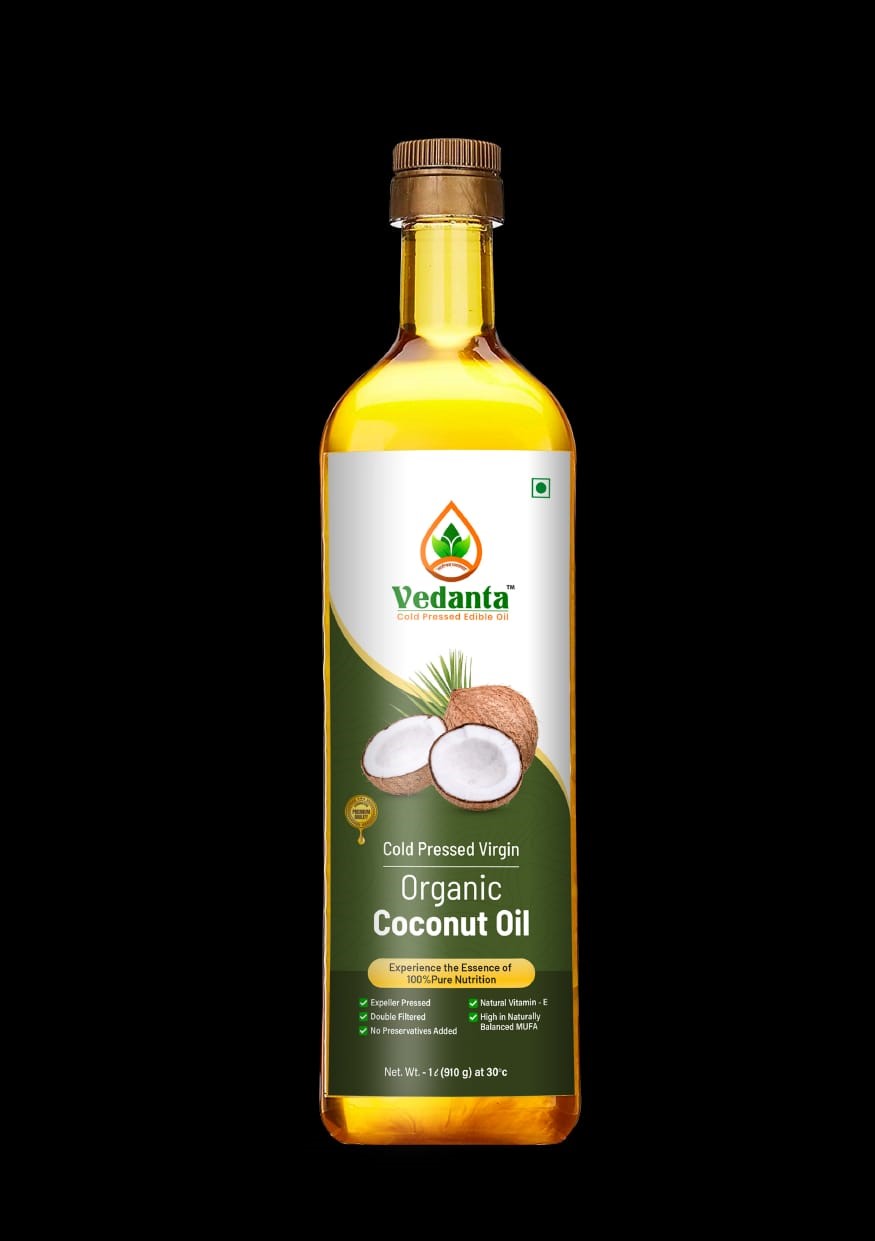 Vedanta™
Cold Pressed Edible Oil
PREMIUM
QUALITY
Cold Pressed Virgin
Organic
Coconut Oil
Experience the Essence of
100%Pure Nutrition
Expeller Pressed
Double Filtered
No Preservatives Added
Natural Vitamin - E
High in Naturally
Balanced MUFA
Net. Wt. - 1ℓ (910 g) at 30°c